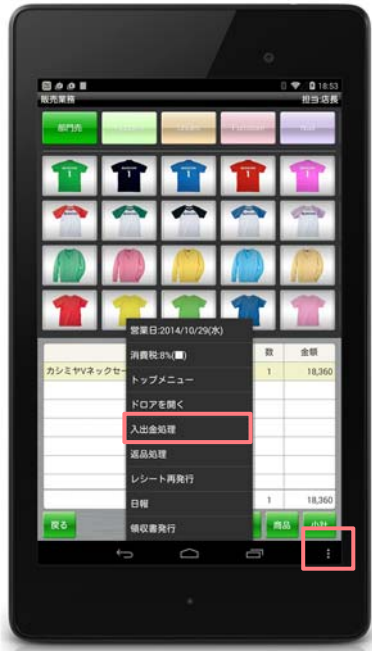 18:53
販売業務 担当:店長
部門売
営業日:2014/10/29(水)
消費税:8%(■)
トップメニュー
ドロアを開く
入出金処理
返品処理
レシート再発行
日報
領収書発行
数 金額
カシミヤVネックセー 1 18,360
1 18,360
戻る 商品 小計